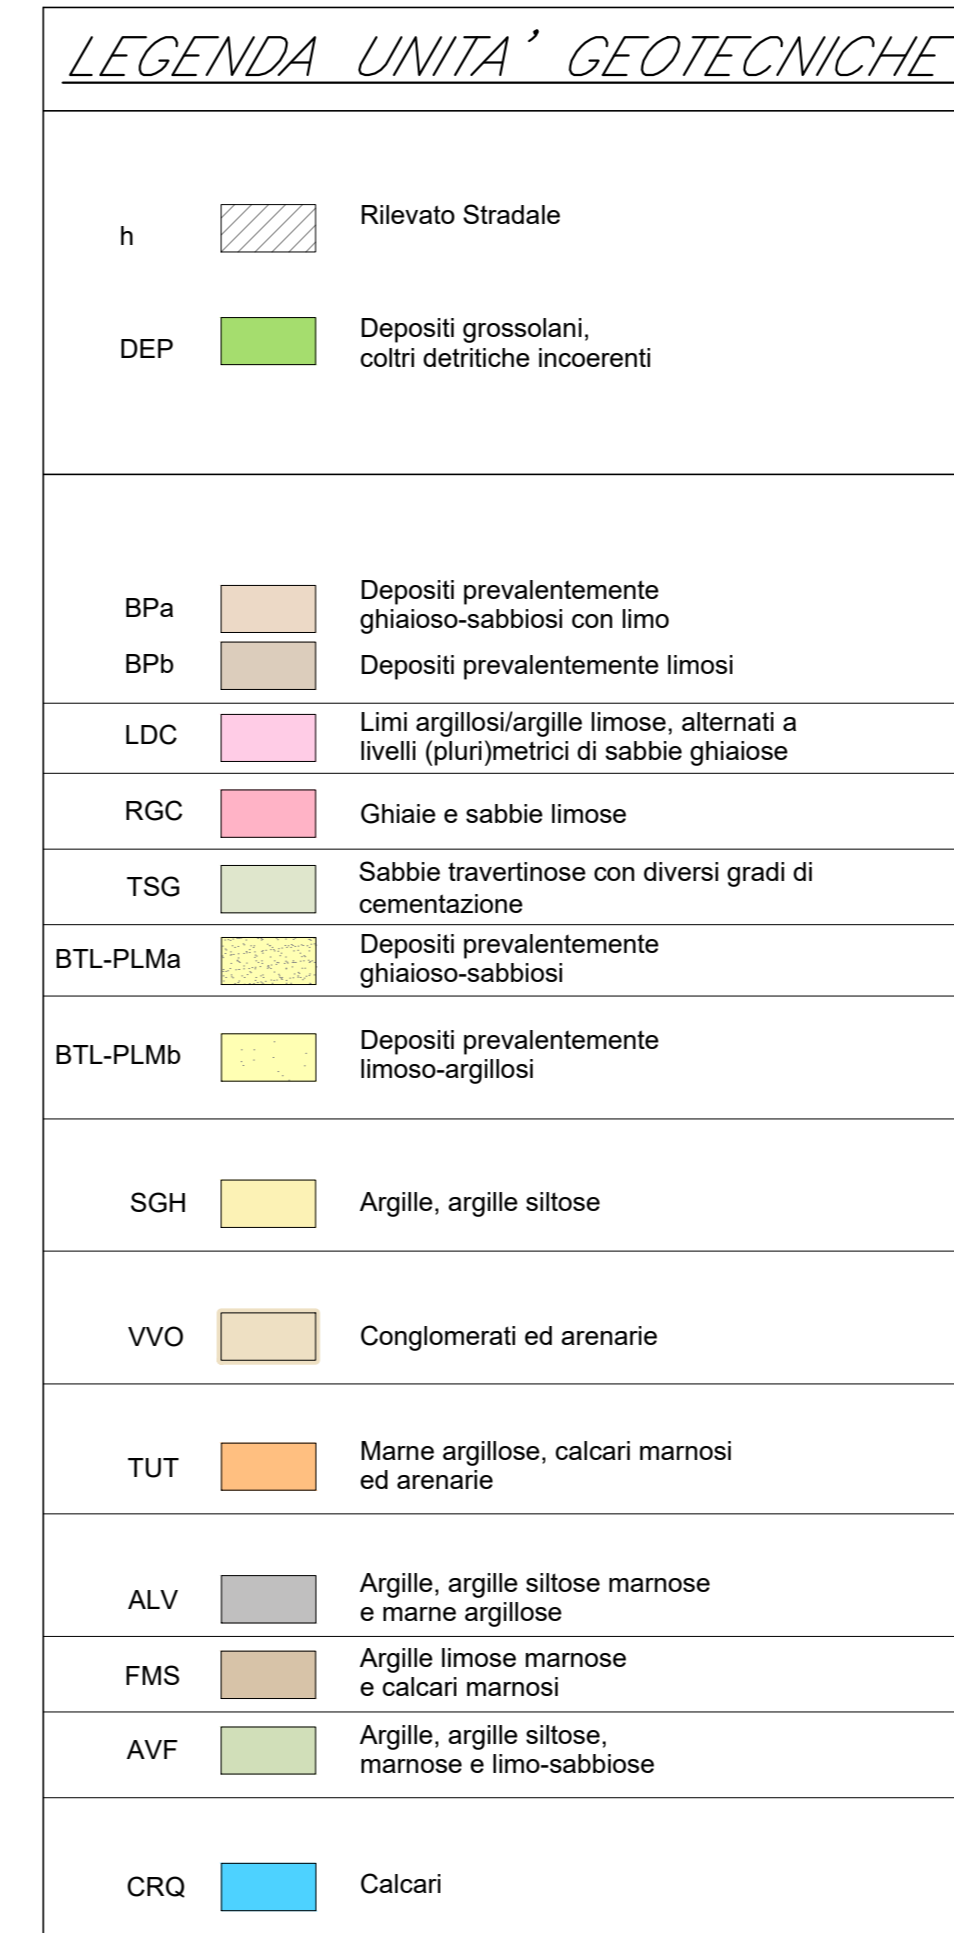 LEGENDA UNITA' GEOTECNICHE
h Rilevato Stradale
DEP Depositi grossolani,
coltri detritiche incoerenti
BPa Depositi prevalentemente
ghiaioso-sabbiosi con limo
BPb Depositi prevalentemente limosi
LDC Limi argillosi/argille limose, alternati a
livelli (pluri)metrici di sabbie ghiaiose
RGC Ghiaie e sabbie limose
TSG Sabbie travertinose con diversi gradi di
cementazione
BTL-PLMa Depositi prevalentemente
ghiaioso-sabbiosi
BTL-PLMb Depositi prevalentemente
limoso-argillosi
SGH Argille, argille siltose
VVO Conglomerati ed arenarie
TUT Marne argillose, calcari marnosi
ed arenarie
ALV Argille, argille siltose marnose
e marne argillose
FMS Argille limose marnose
e calcari marnosi
AVF Argille, argille siltose,
marnose e limo-sabbiose
CRQ Calcari